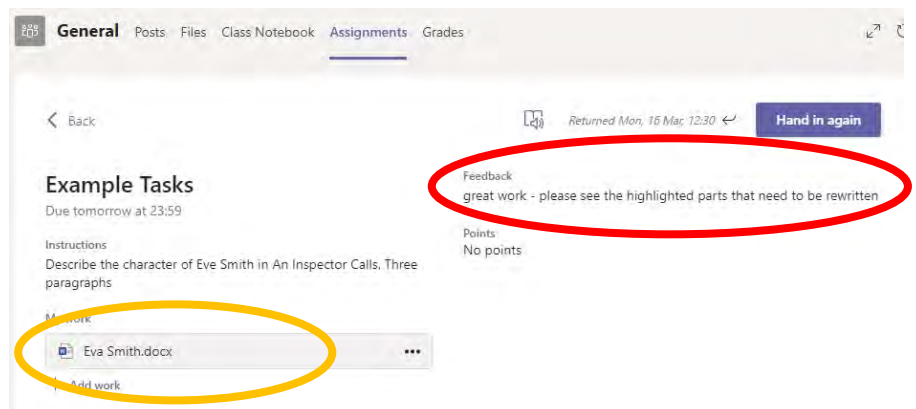 General Posts Files Class Notebook Assignments Grades
Back
Returned Mon, 16 Mar, 12:30
Hand in again
Example Tasks
Due tomorrow at 23:59
Instructions
Describe the character of Eve Smith in An Inspector Calls, Three
paragraphs
My work
Eva Smith.docx
Add work
Feedback
great work - please see the highlighted parts that need to be rewritten
Points
No points